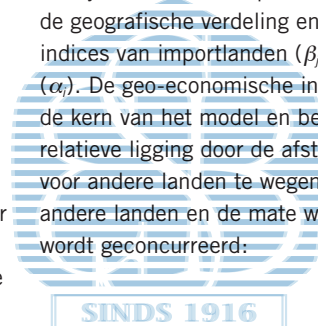 de geografische verdeling en
indices van importlanden (βj
(αi). De geo-economische in
de kern van het model en be
relatieve ligging door de afst
voor andere landen te wegen
r
andere landen en de mate w
wordt geconcurreerd:
e
SINDS 1916